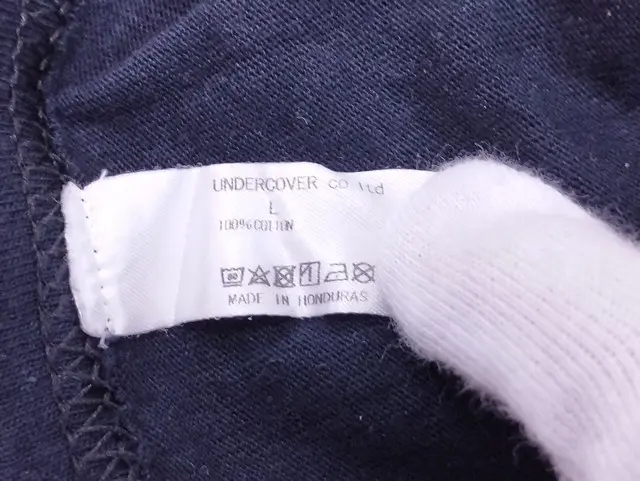 UNDERCOVER CO ltd
L
100%COTTON
MADE IN HONDURAS